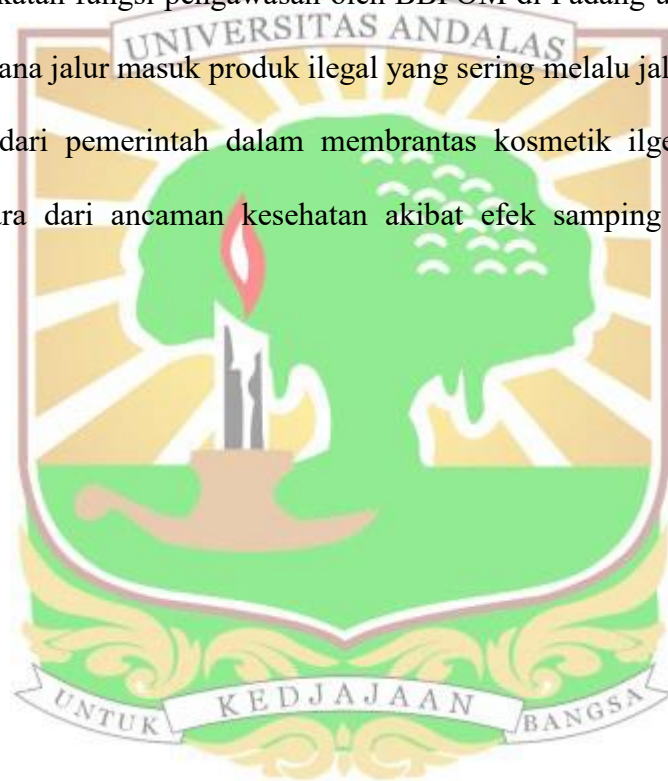 katan fungsi pengawasan oleh BBPOM di Padang u
UNIVERSITAS ANDALAS
ana jalur masuk produk ilegal yang sering melalu jal
dari pemerintah dalam membrantas kosmetik ilge
ra dari ancaman kesehatan akibat efek samping
UNTUK KEDJAJAAN BANGSA